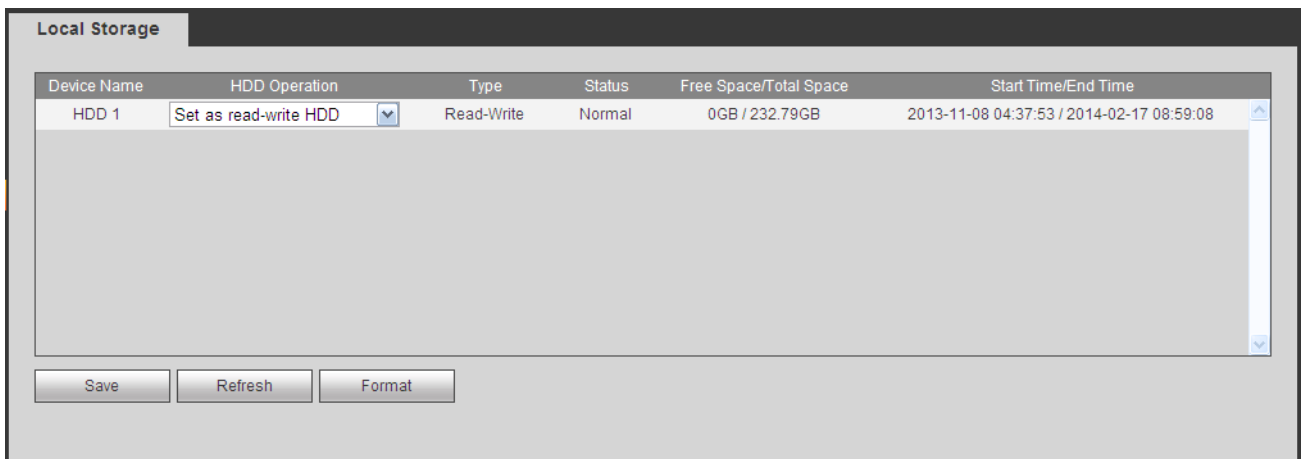 Local Storage
Device Name HDD Operation Type Status Free Space/Total Space Start Time/End Time
HDD 1 Set as read-write HDD Read-Write Normal 0GB / 232.79GB 2013-11-08 04:37:53 / 2014-02-17 08:59:08
Save Refresh Format